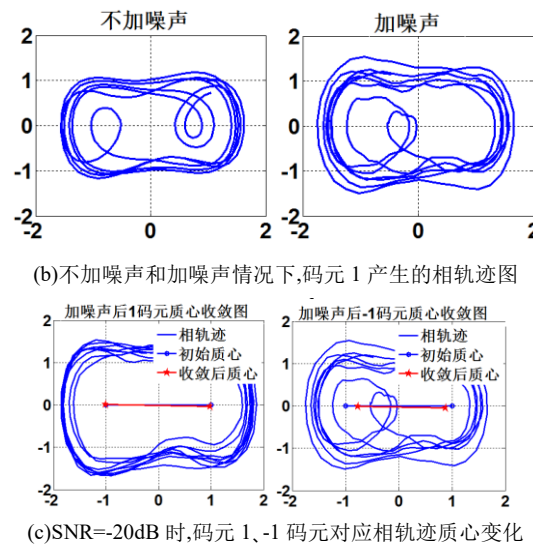 不加噪声 加噪声
2 2
1 1
0 0
-1 -1
-2 -2
-2 0 2 -2 0 2
(b)不加噪声和加噪声情况下,码元 1 产生的相轨迹图
加噪声后1码元质心收敛图 加噪声后-1码元质心收敛图
2 2
相轨迹 相轨迹
初始质心 初始质心
1 1
收敛后质心 收敛后质心
0 0
-1 -1
-2 -2
-1 0 1 -1 0 1
(c)SNR=-20dB 时,码元 1、-1 码元对应相轨迹质心变化